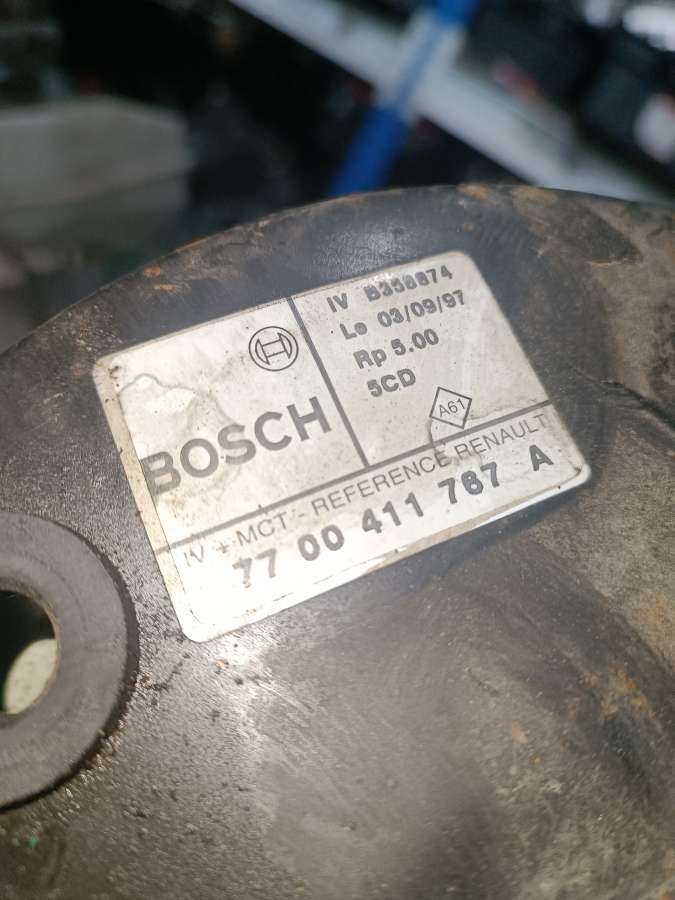 BOSCH
IV B358874
Le 03/09/97
Rp 5.00
5CD
A61
IV + MCT - REFERENCE RENAULT
77 00 411 767 A